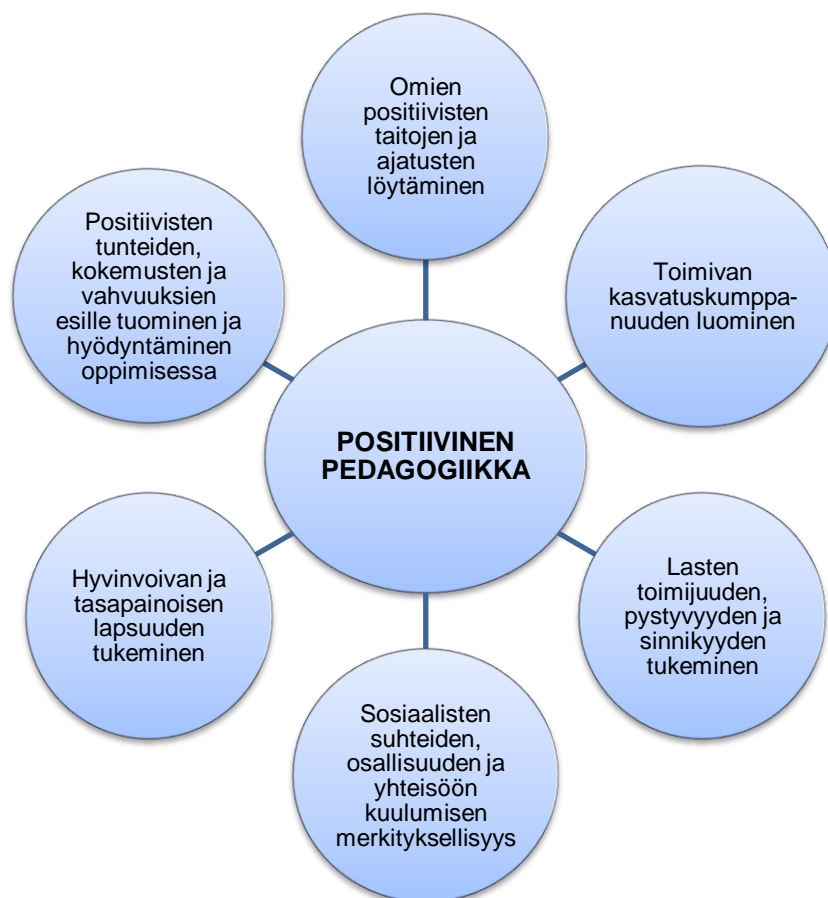 Omien
positiivisten
taitojen ja
ajatusten
löytäminen
Positiivisten
tunteiden,
kokemusten ja
vahvuuksien
esille tuominen ja
hyödyntäminen
oppimisessa
Toimivan
kasvatuskumppa-
nuuden luominen
POSITIIVINEN
PEDAGOGIIKKA
Hyvinvoivan ja
tasapainoisen
lapsuuden
tukeminen
Lasten
toimijuuden,
pystyvyyden ja
sinnikyyden
tukeminen
Sosiaalisten
suhteiden,
osallisuuden ja
yhteisöön
kuulumisen
merkityksellisyys